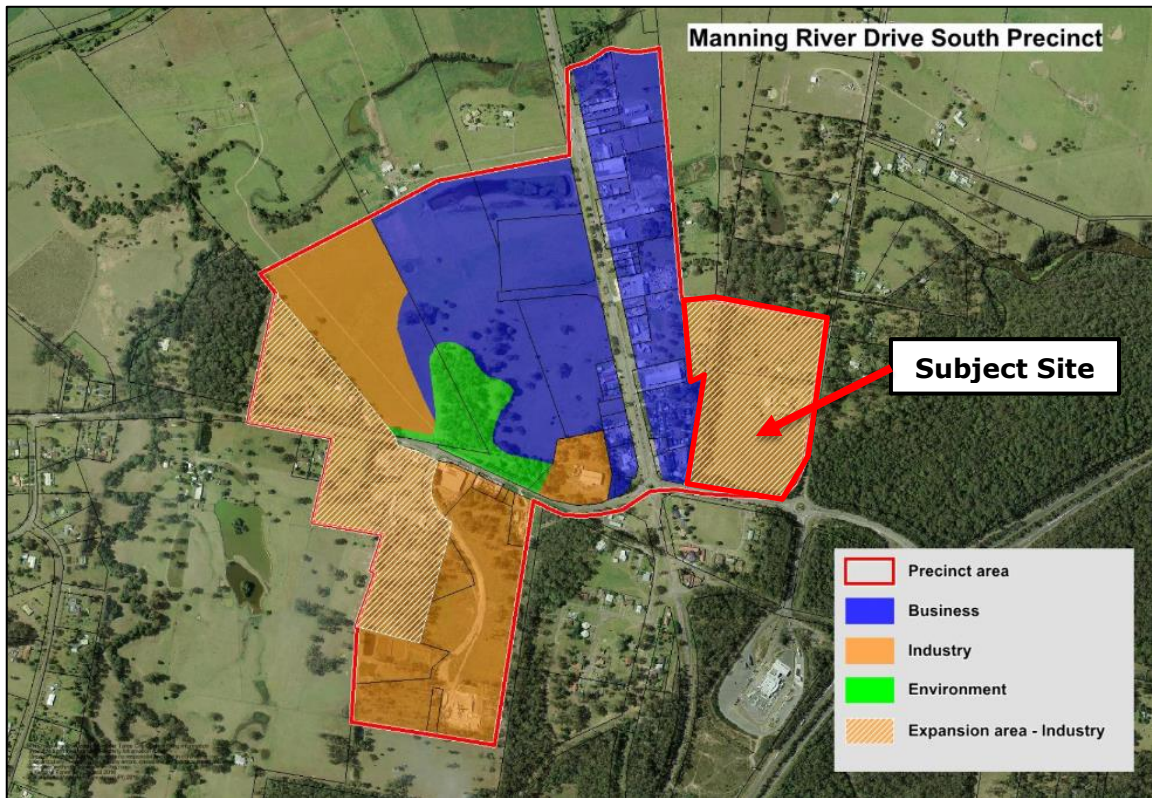 Manning River Drive South Precinct
Subject Site
Precinct area
Business
Industry
Environment
Expansion area - Industry